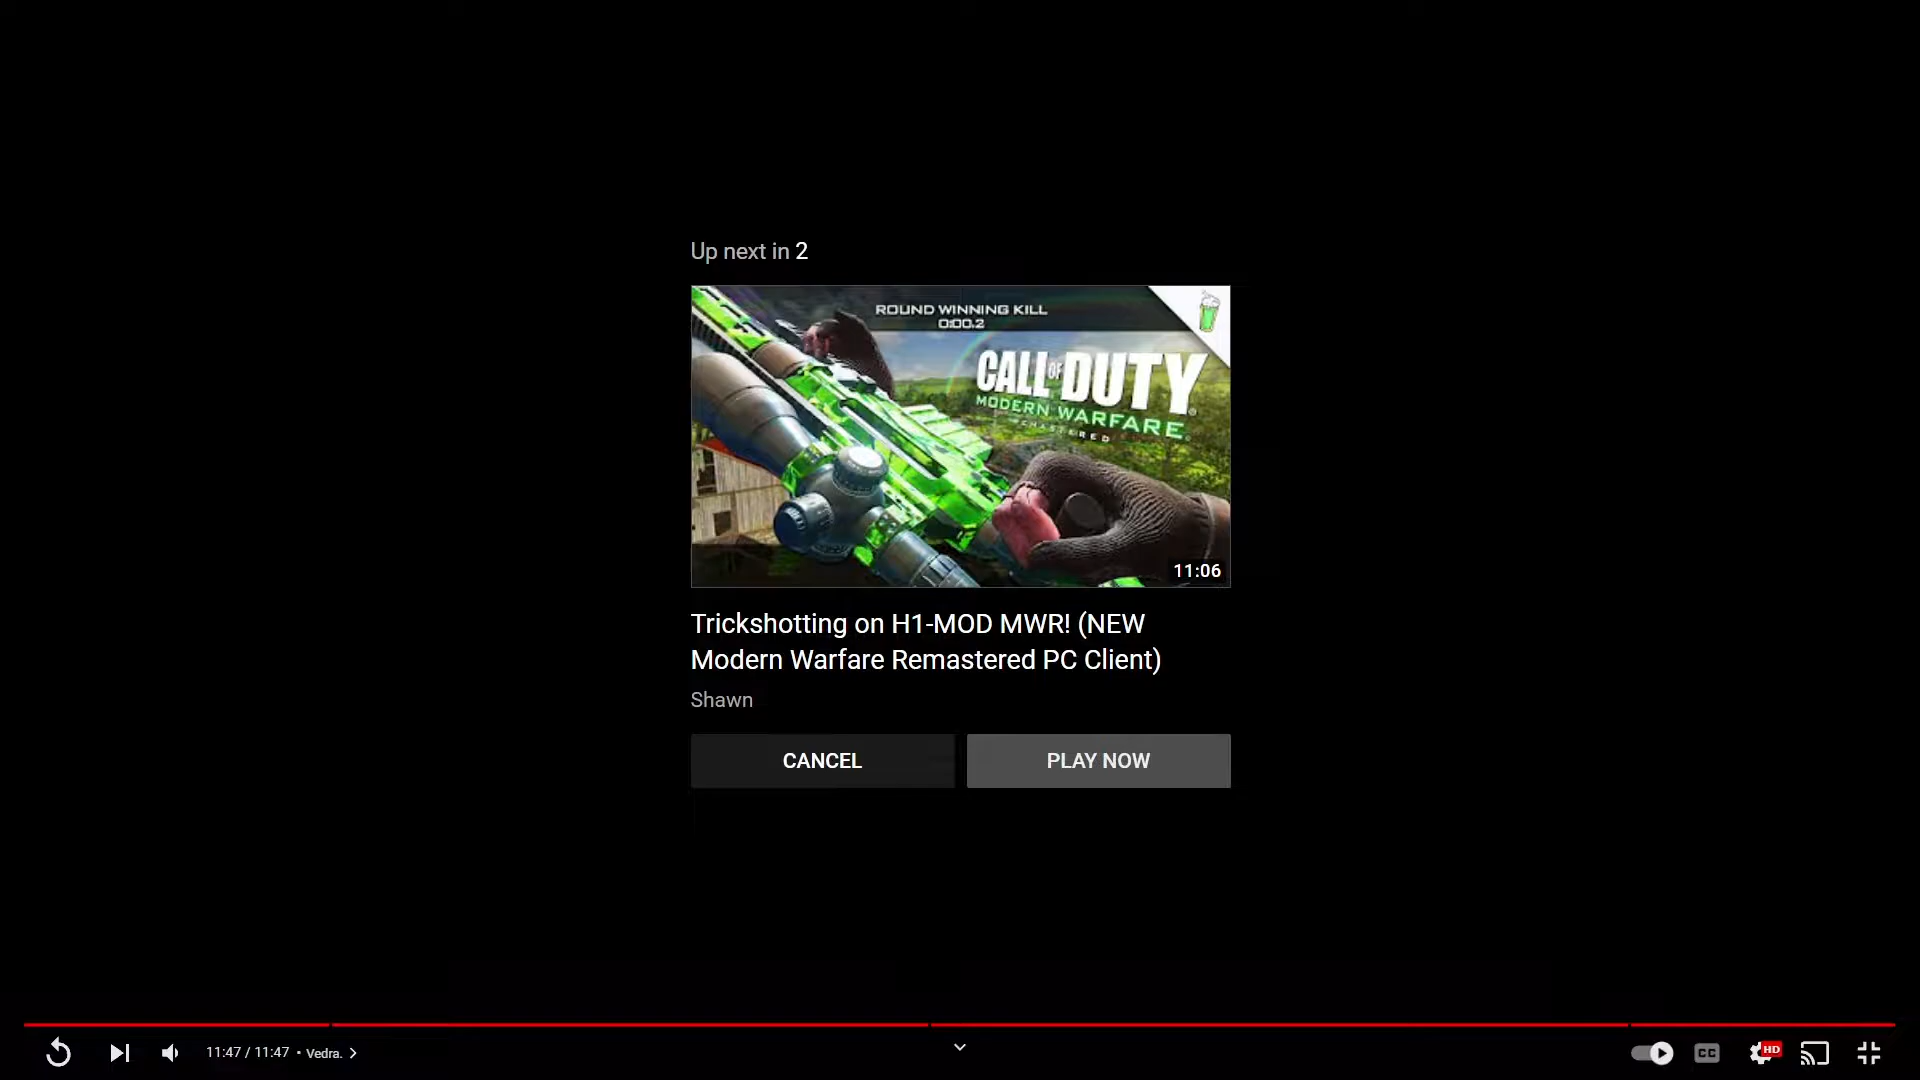 Up next in 2
ROUND WINNING KILL
0:00.2
CALL OF DUTY
MODERN WARFARE
REMASTERED
11:06
Trickshotting on H1-MOD MWR! (NEW
Modern Warfare Remastered PC Client)
Shawn
CANCEL
PLAY NOW
11:47 / 11:47 • Vedra.
CC
HD